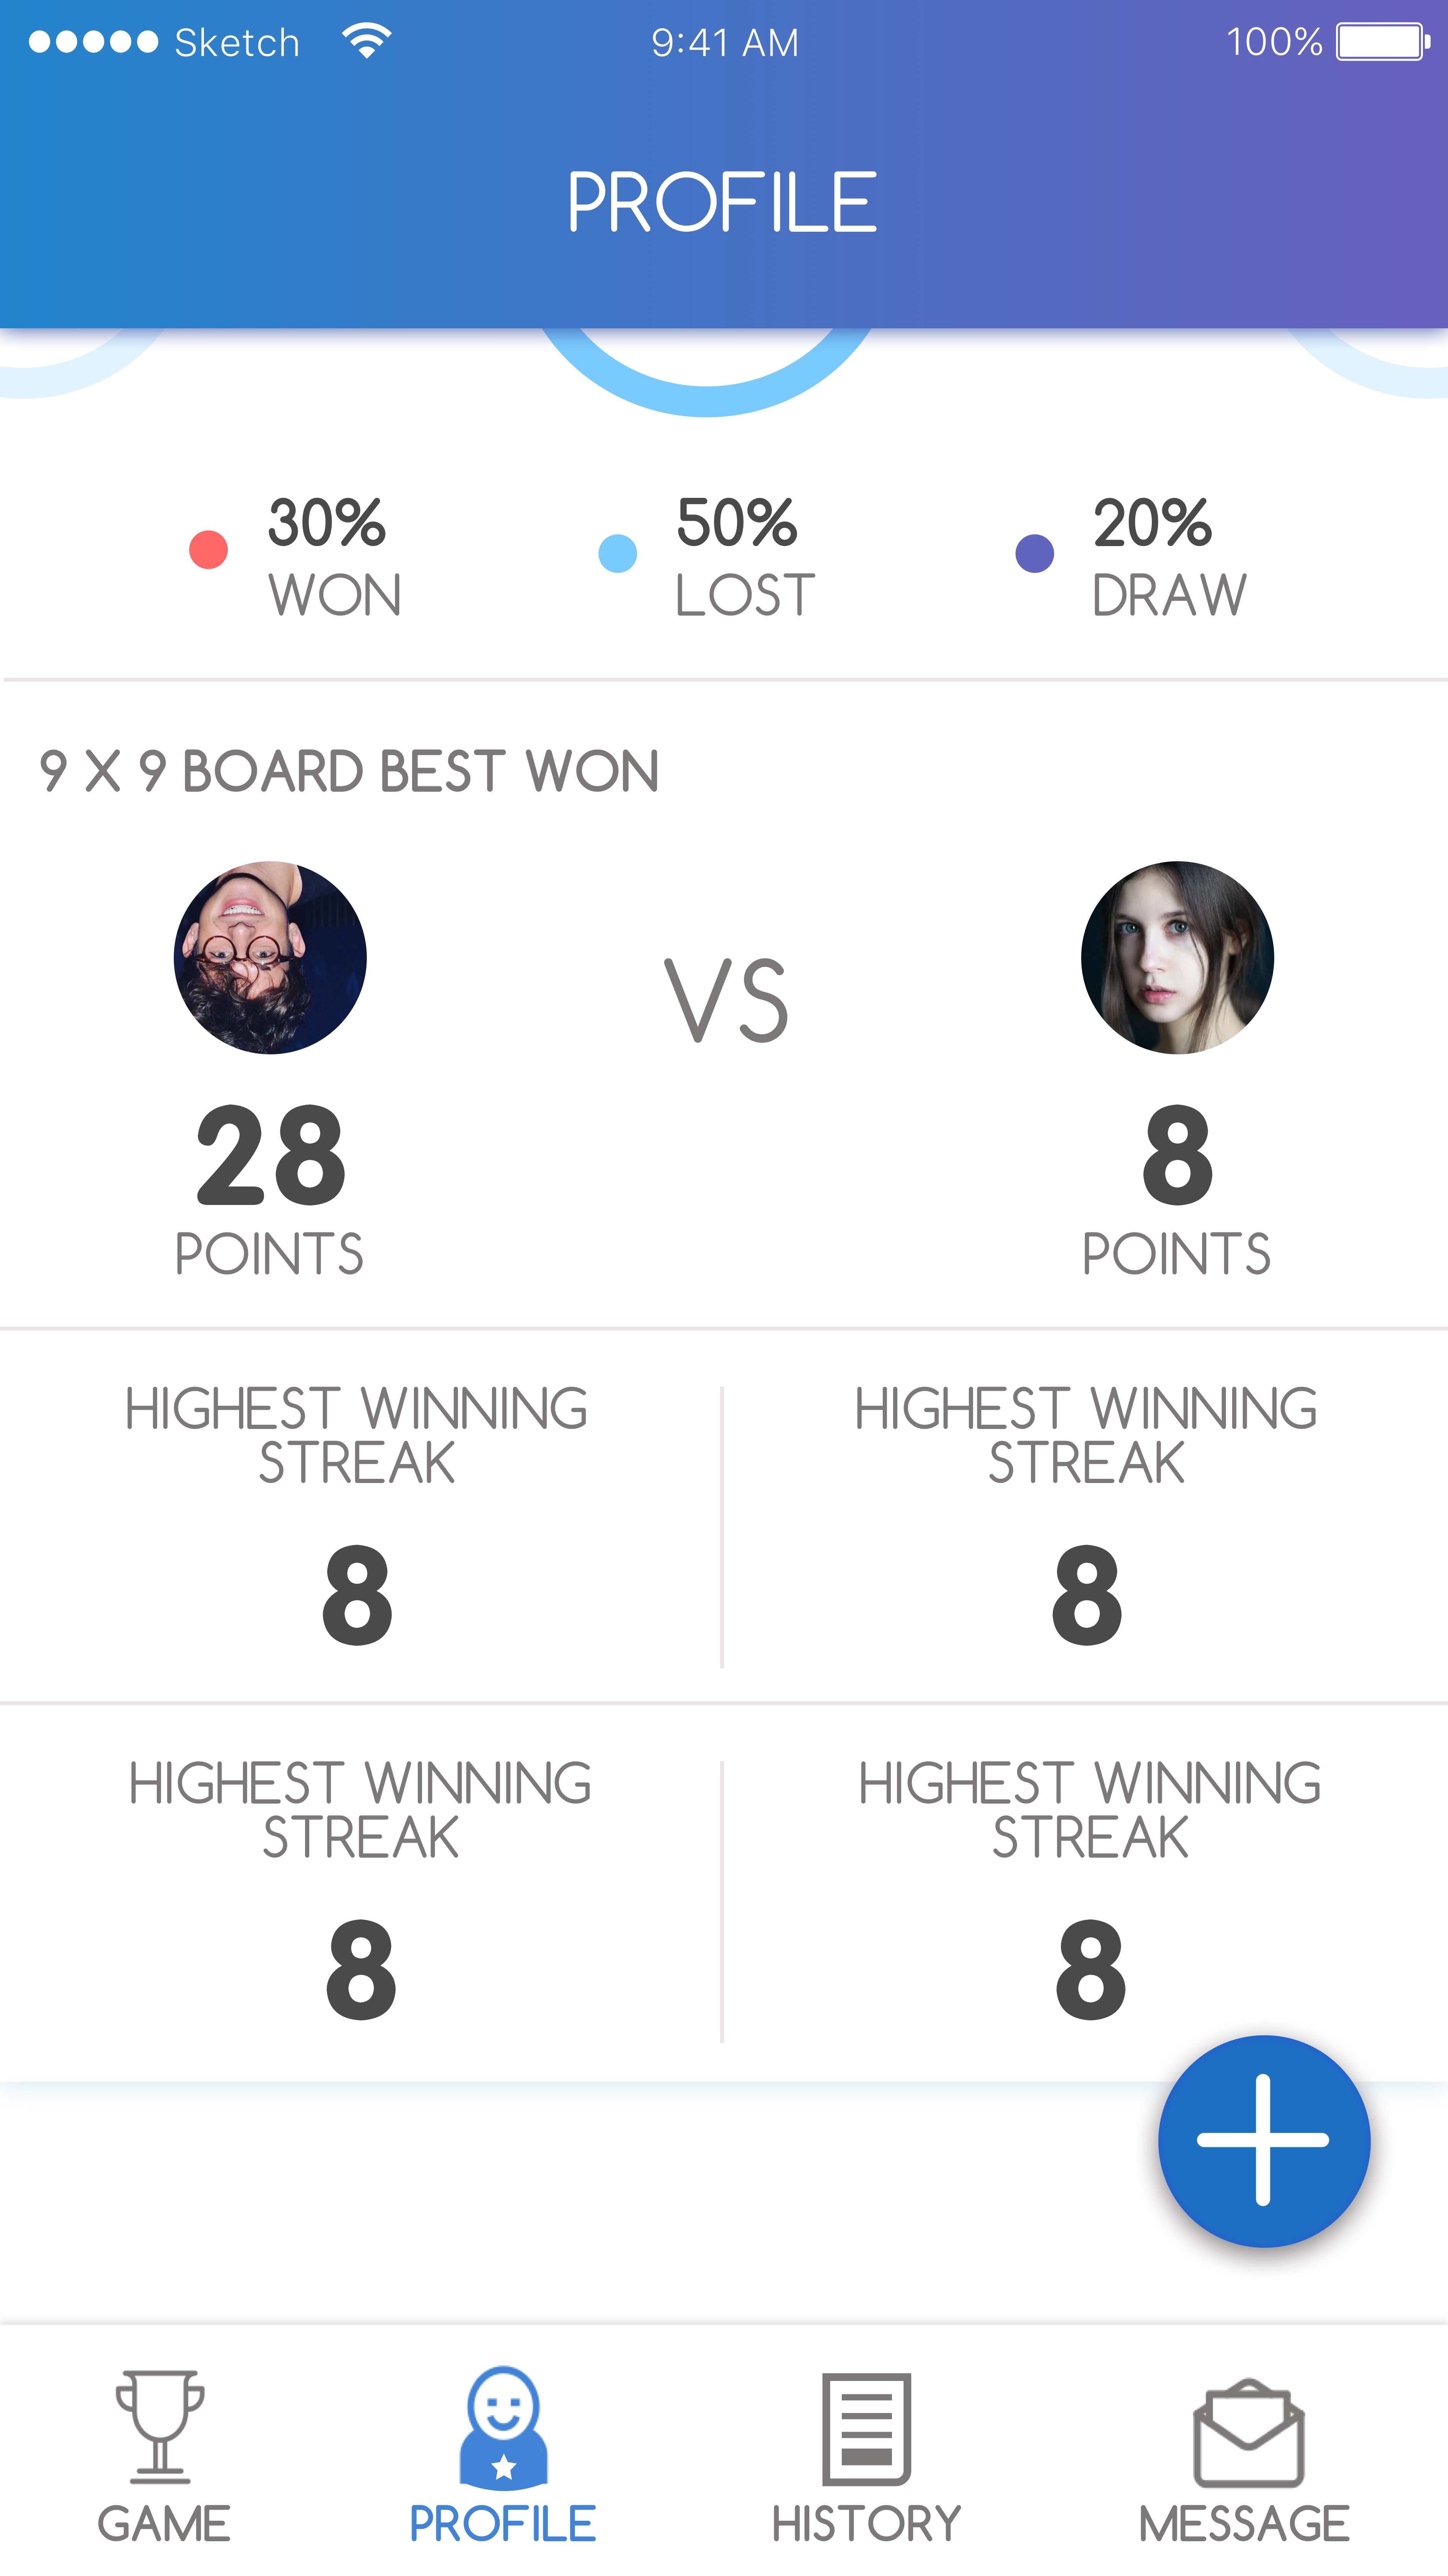 Sketch 9:41 AM 100%
PROFILE
30% 50% 20%
WON LOST DRAW
9 X 9 BOARD BEST WON
VS
28 8
POINTS POINTS
HIGHEST WINNING
STREAK
8
HIGHEST WINNING
STREAK
8
HIGHEST WINNING
STREAK
8
HIGHEST WINNING
STREAK
8
GAME PROFILE HISTORY MESSAGE